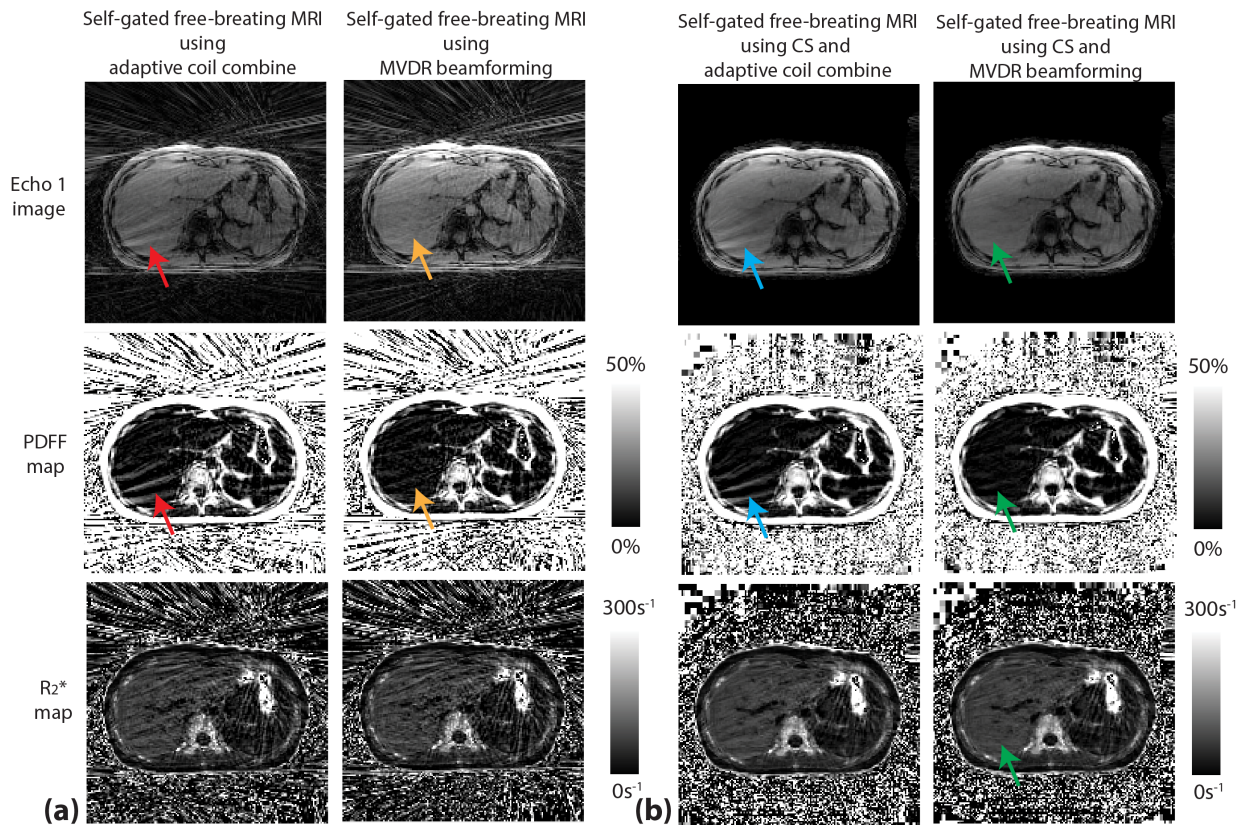 Self-gated free-breating MRI
using
adaptive coil combine
Self-gated free-breating MRI
using
MVDR beamforming
Self-gated free-breating MRI
using CS and
adaptive coil combine
Self-gated free-breating MRI
using CS and
MVDR beamforming
Echo 1
image
PDFF
map
50%
0%
50%
0%
R2*
map
300s-1
0s-1
300s-1
0s-1
(a)
(b)